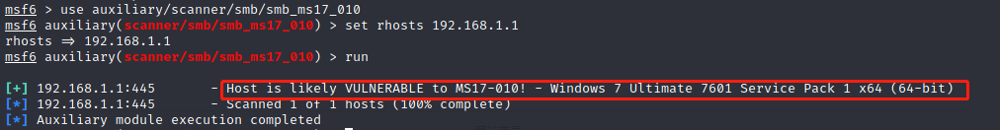 msf6 > use auxiliary/scanner/smb/smb_ms17_010
msf6 auxiliary(scanner/smb/smb_ms17_010) > set rhosts 192.168.1.1
rhosts => 192.168.1.1
msf6 auxiliary(scanner/smb/smb_ms17_010) > run
[+] 192.168.1.1:445 - Host is likely VULNERABLE to MS17-010! - Windows 7 Ultimate 7601 Service Pack 1 x64 (64-bit)
[*] 192.168.1.1:445 - Scanned 1 of 1 hosts (100% complete)
[*] Auxiliary module execution completed